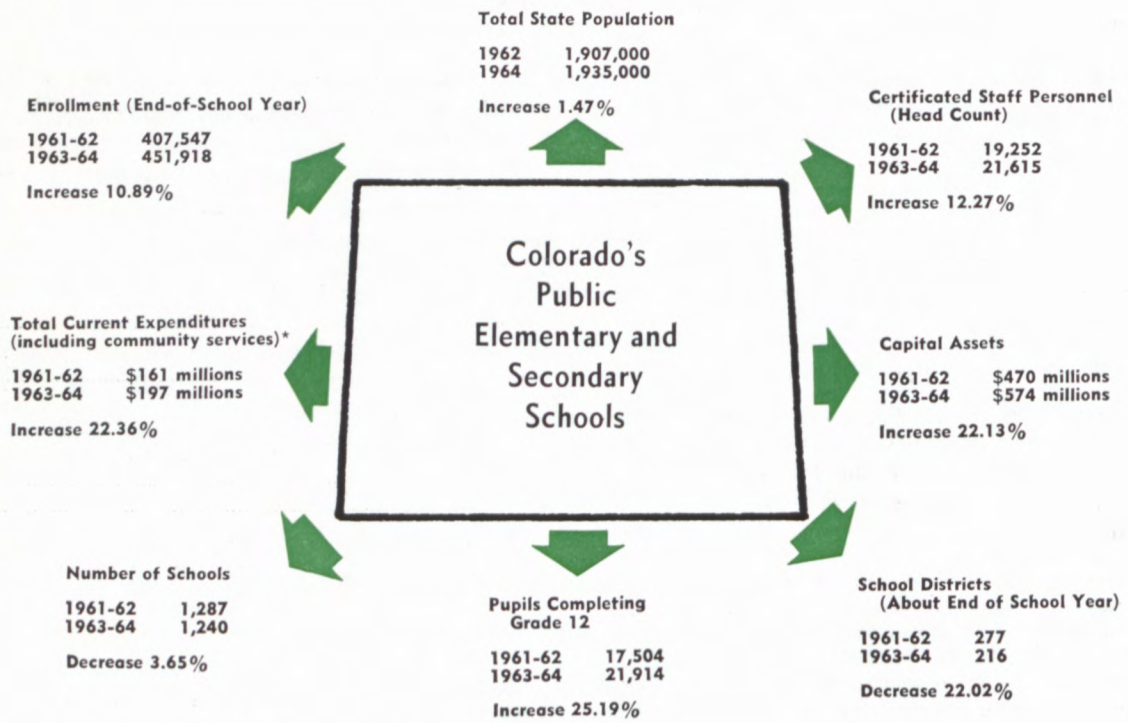 Total State Population
1962 1,907,000
1964 1,935,000
Increase 1.47%
Enrollment (End-of-School Year)
1961-62 407,547
1963-64 451,918
Increase 10.89%
Certificated Staff Personnel
(Head Count)
1961-62 19,252
1963-64 21,615
Increase 12.27%
Colorado's
Public
Elementary and
Secondary
Schools
Total Current Expenditures
(including community services)*
1961-62 $161 millions
1963-64 $197 millions
Increase 22.36%
Capital Assets
1961-62 $470 millions
1963-64 $574 millions
Increase 22.13%
Number of Schools
1961-62 1,287
1963-64 1,240
Decrease 3.65%
Pupils Completing
Grade 12
1961-62 17,504
1963-64 21,914
Increase 25.19%
School Districts
(About End of School Year)
1961-62 277
1963-64 216
Decrease 22.02%